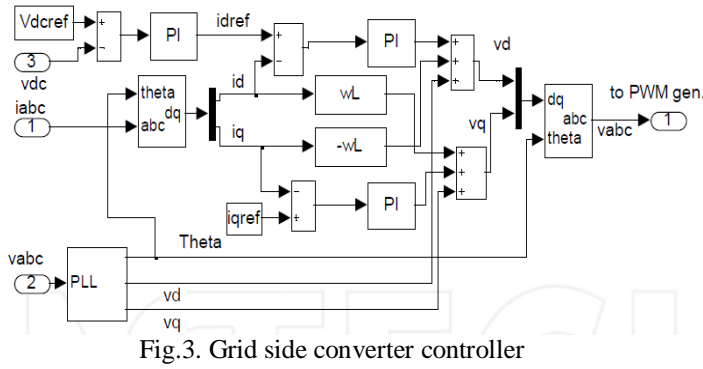 Vdcref
+
−
PI
idref
+
−
PI
+
+
+
vd
3
vdc
iabc
1
theta
abc
dq
id
iq
wL
-wL
vq
dq
abc
theta
to PWM gen.
1
vabc
+
+
+
−
+
PI
iqref
Theta
vabc
2
PLL
vd
vq
Fig.3. Grid side converter controller